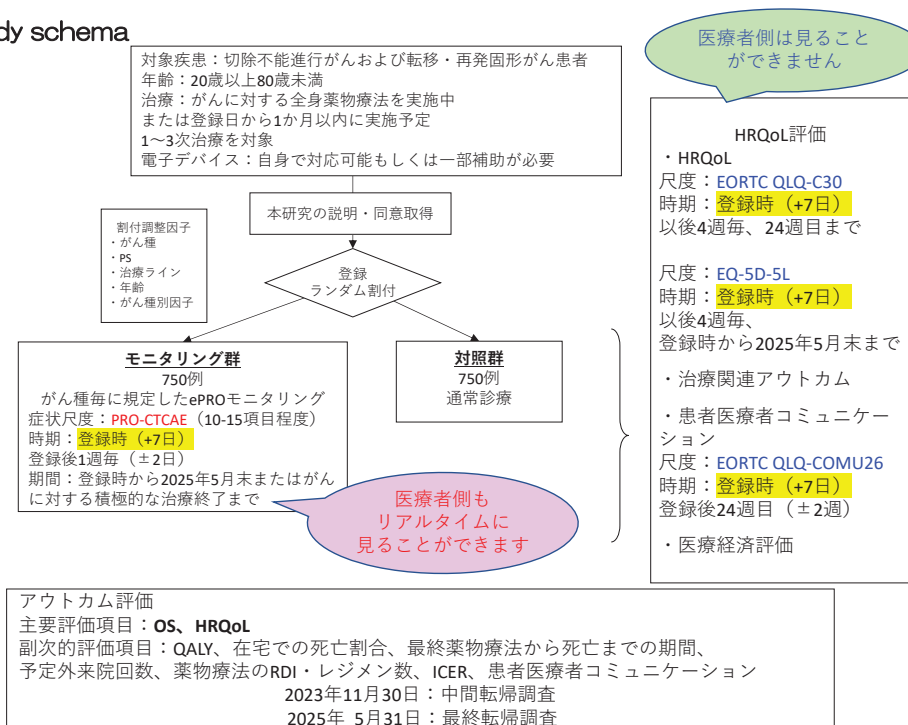 dy schema
対象疾患：切除不能進行がんおよび転移・再発固形がん患者
年齢：20歳以上80歳未満
治療：がんに対する全身薬物療法を実施中
または登録日から1か月以内に実施予定
1～3次治療を対象
電子デバイス：自身で対応可能もしくは一部補助が必要
医療者側は見ること
ができません
本研究の説明・同意取得
割付調整因子
・がん種
・PS
・治療ライン
・年齢
・がん種別因子
登録
ランダム割付
モニタリング群
750例
がん種毎に規定したePROモニタリング
症状尺度：PRO-CTCAE（10-15項目程度）
時期：登録時（+7日）
登録後1週毎（±2日）
期間：登録時から2025年5月末またはがん
に対する積極的な治療終了まで
対照群
750例
通常診療
医療者側も
リアルタイムに
見ることができます
HRQoL評価
・HRQoL
尺度：EORTC QLQ-C30
時期：登録時（+7日）
以後4週毎、24週目まで
尺度：EQ-5D-5L
時期：登録時（+7日）
以後4週毎、
登録時から2025年5月末まで
・治療関連アウトカム
・患者医療者コミュニケー
ション
尺度：EORTC QLQ-COMU26
時期：登録時（+7日）
登録後24週目（±2週）
・医療経済評価
アウトカム評価
主要評価項目：OS、HRQoL
副次的評価項目：QALY、在宅での死亡割合、最終薬物療法から死亡までの期間、
予定外来院回数、薬物療法のRDI・レジメン数、ICER、患者医療者コミュニケーション
2023年11月30日：中間転帰調査
2025年 5月31日：最終転帰調査